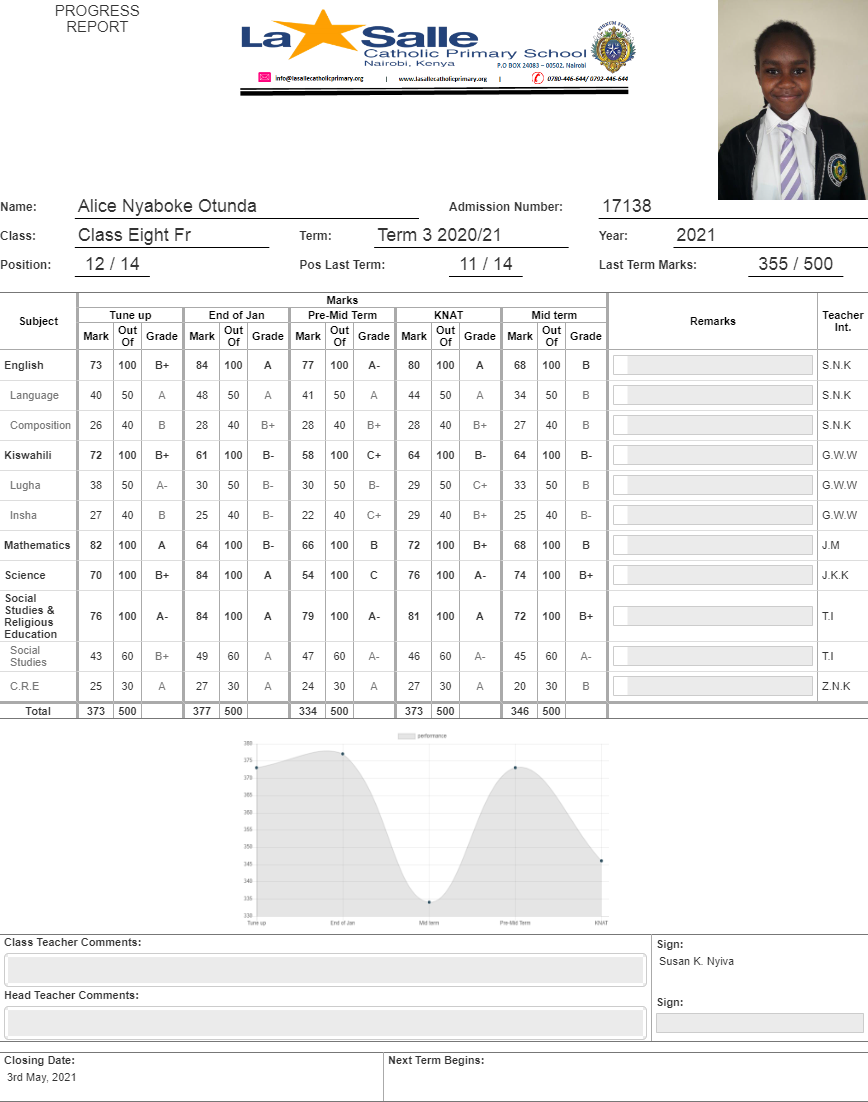 PROGRESS
REPORT
La Salle
Catholic Primary School
Nairobi, Kenya
P.O BOX 24083 – 00502, Nairobi
info@lasallecatholicprimary.org | www.lasallecatholicprimary.org | 0780-446-644/ 0792-446-644
Name: Alice Nyaboke Otunda Admission Number: 17138
Class: Class Eight Fr Term: Term 3 2020/21 Year: 2021
Position: 12 / 14 Pos Last Term: 11 / 14 Last Term Marks: 355 / 500
Subject Marks Remarks Teacher Int.
Tune up End of Jan Pre-Mid Term KNAT Mid term
Mark Out Of Grade Mark Out Of Grade Mark Out Of Grade Mark Out Of Grade Mark Out Of Grade
English 73 100 B+ 84 100 A 77 100 A- 80 100 A 68 100 B S.N.K
Language 40 50 A 48 50 A 41 50 A 44 50 A 34 50 B S.N.K
Composition 26 40 B 28 40 B+ 28 40 B+ 28 40 B+ 27 40 B S.N.K
Kiswahili 72 100 B+ 61 100 B- 58 100 C+ 64 100 B- 64 100 B- G.W.W
Lugha 38 50 A- 30 50 B- 30 50 B- 29 50 C+ 33 50 B G.W.W
Insha 27 40 B 25 40 B- 22 40 C+ 29 40 B+ 25 40 B- G.W.W
Mathematics 82 100 A 64 100 B- 66 100 B 72 100 B+ 68 100 B J.M
Science 70 100 B+ 84 100 A 54 100 C 76 100 A- 74 100 B+ J.K.K
Social Studies & Religious Education 76 100 A- 84 100 A 79 100 A- 81 100 A 72 100 B+ T.I
Social Studies 43 60 B+ 49 60 A 47 60 A- 46 60 A- 45 60 A- T.I
C.R.E 25 30 A 27 30 A 24 30 A 27 30 A 20 30 B Z.N.K
Total 373 500 377 500 334 500 373 500 346 500
performance
380
375
370
365
360
355
350
345
340
335
330
Tune up End of Jan Mid term Pre-Mid Term KNAT
Class Teacher Comments: Sign:
Susan K. Nyiva
Head Teacher Comments: Sign:
Closing Date: Next Term Begins:
3rd May, 2021